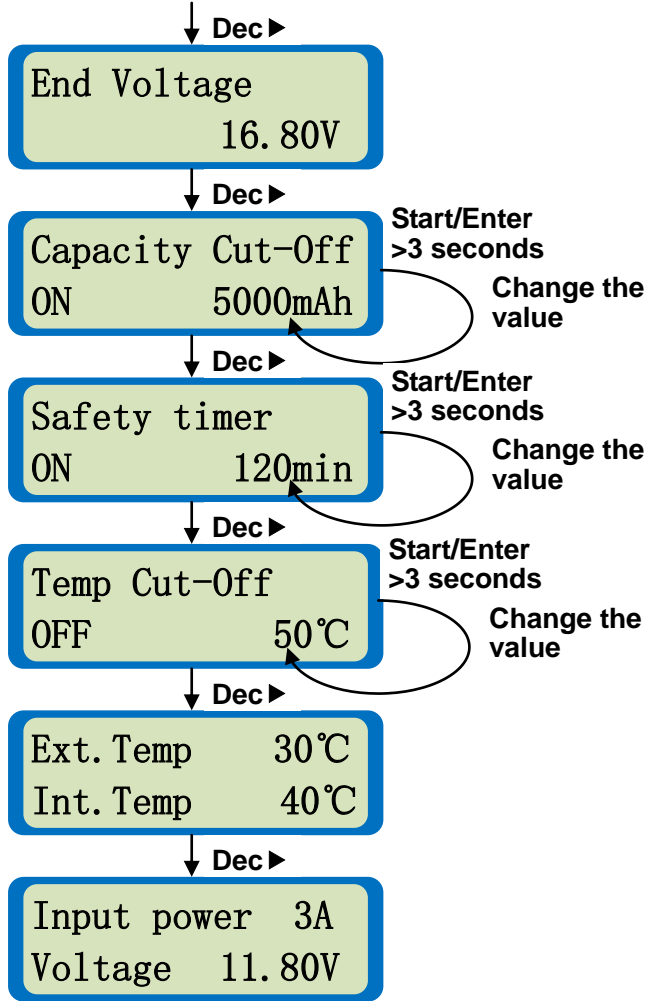 Dec▶
End Voltage
16.80V
Dec▶
Start/Enter
>3 seconds
Capacity Cut-Off
ON 5000mAh
Change the
value
Dec▶
Start/Enter
>3 seconds
Safety timer
ON 120min
Change the
value
Dec▶
Start/Enter
>3 seconds
Temp Cut-Off
OFF 50℃
Change the
value
Dec▶
Ext.Temp 30℃
Int.Temp 40℃
Dec▶
Input power 3A
Voltage 11.80V